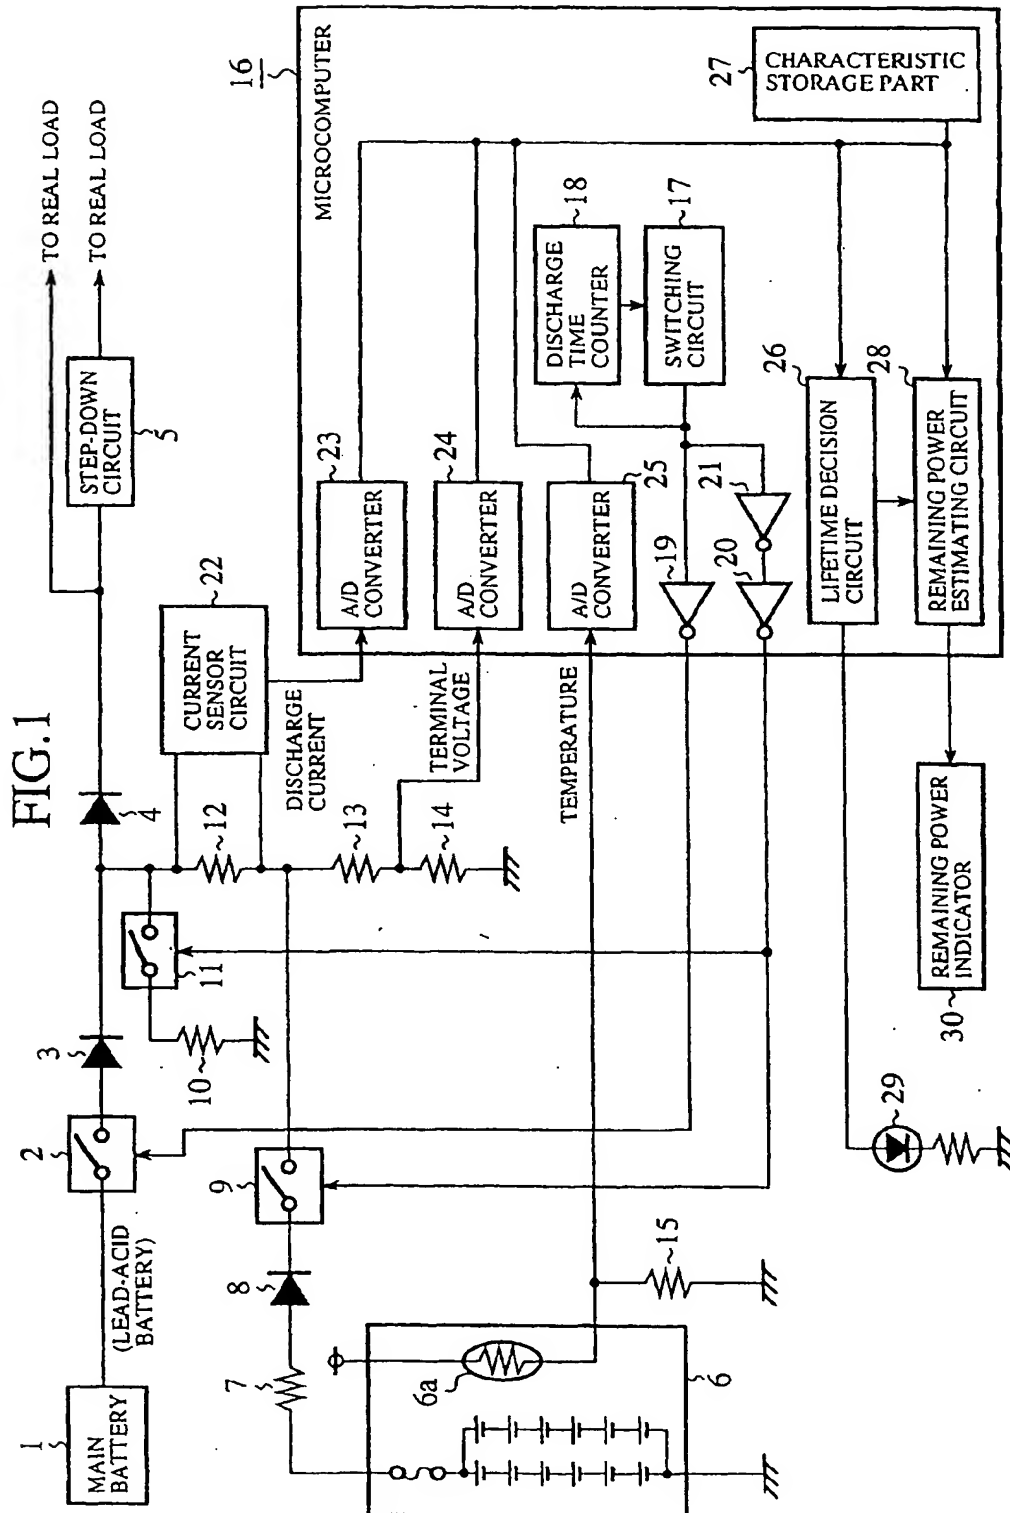 FIG.1
1
MAIN
BATTERY
(LEAD-ACID
BATTERY)
2
3
4
STEP-DOWN
CIRCUIT
5
TO REAL LOAD
TO REAL LOAD
6
6a
7
8
9
10
11
12
13
14
15
CURRENT
SENSOR
CIRCUIT
22
DISCHARGE
CURRENT
TERMINAL
VOLTAGE
TEMPERATURE
16
MICROCOMPUTER
A/D
CONVERTER
23
A/D
CONVERTER
24
A/D
CONVERTER
25
DISCHARGE
TIME
COUNTER
18
SWITCHING
CIRCUIT
17
19
20
21
LIFETIME DECISION
CIRCUIT
26
CHARACTERISTIC
STORAGE PART
27
REMAINING POWER
ESTIMATING CIRCUIT
28
29
REMAINING POWER
INDICATOR
30